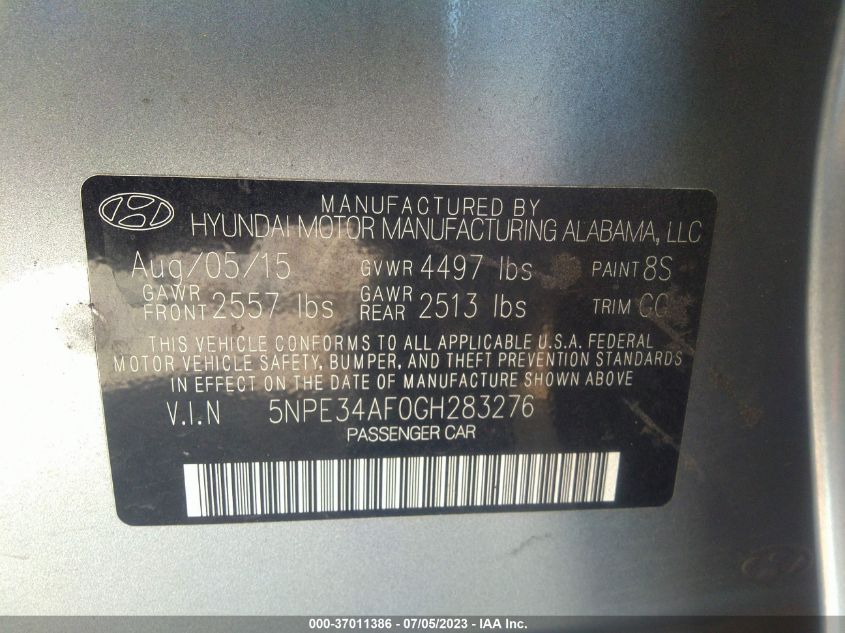 MANUFACTURED BY
HYUNDAI MOTOR MANUFACTURING ALABAMA, LLC
Aug/05/15 GVWR 4497 lbs PAINT 8S
GAWR FRONT 2557 lbs GAWR REAR 2513 lbs TRIM CC
THIS VEHICLE CONFORMS TO ALL APPLICABLE U.S.A. FEDERAL
MOTOR VEHICLE SAFETY, BUMPER, AND THEFT PREVENTION STANDARDS
IN EFFECT ON THE DATE OF MANUFACTURE SHOWN ABOVE
V.I.N 5NPE34AF0GH283276
PASSENGER CAR
000-37011386 - 07/05/2023 - IAA Inc.